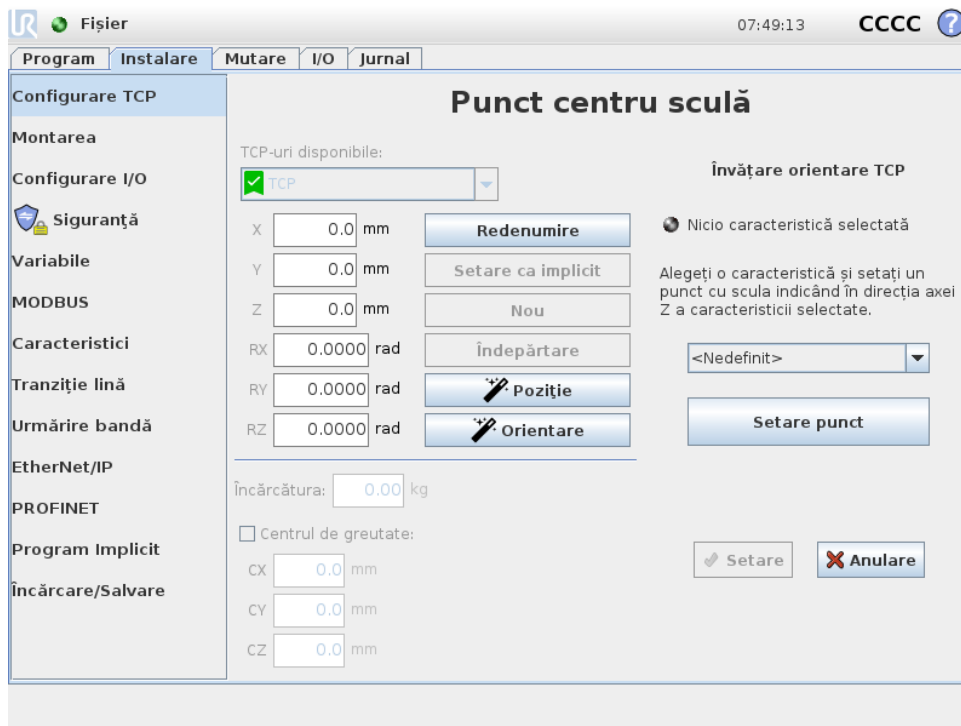 UR Fișier 07:49:13 CCCC ?
Program Instalare Mutare I/O Jurnal
Configurare TCP
Montarea
Configurare I/O
Siguranță
Variabile
MODBUS
Caracteristici
Tranziție lină
Urmărire bandă
EtherNet/IP
PROFINET
Program Implicit
Încărcare/Salvare
Punct centru sculă
TCP-uri disponibile:
TCP
X 0.0 mm
Y 0.0 mm
Z 0.0 mm
RX 0.0000 rad
RY 0.0000 rad
RZ 0.0000 rad
Redenumire
Setare ca implicit
Nou
Îndepărtare
Poziție
Orientare
Încărcătura: 0.00 kg
Centrul de greutate:
CX 0.0 mm
CY 0.0 mm
CZ 0.0 mm
Învățare orientare TCP
Nicio caracteristică selectată
Alegeți o caracteristică și setați un
punct cu scula indicând în direcția axei
Z a caracteristicii selectate.
<Nedefinit>
Setare punct
Setare Anulare